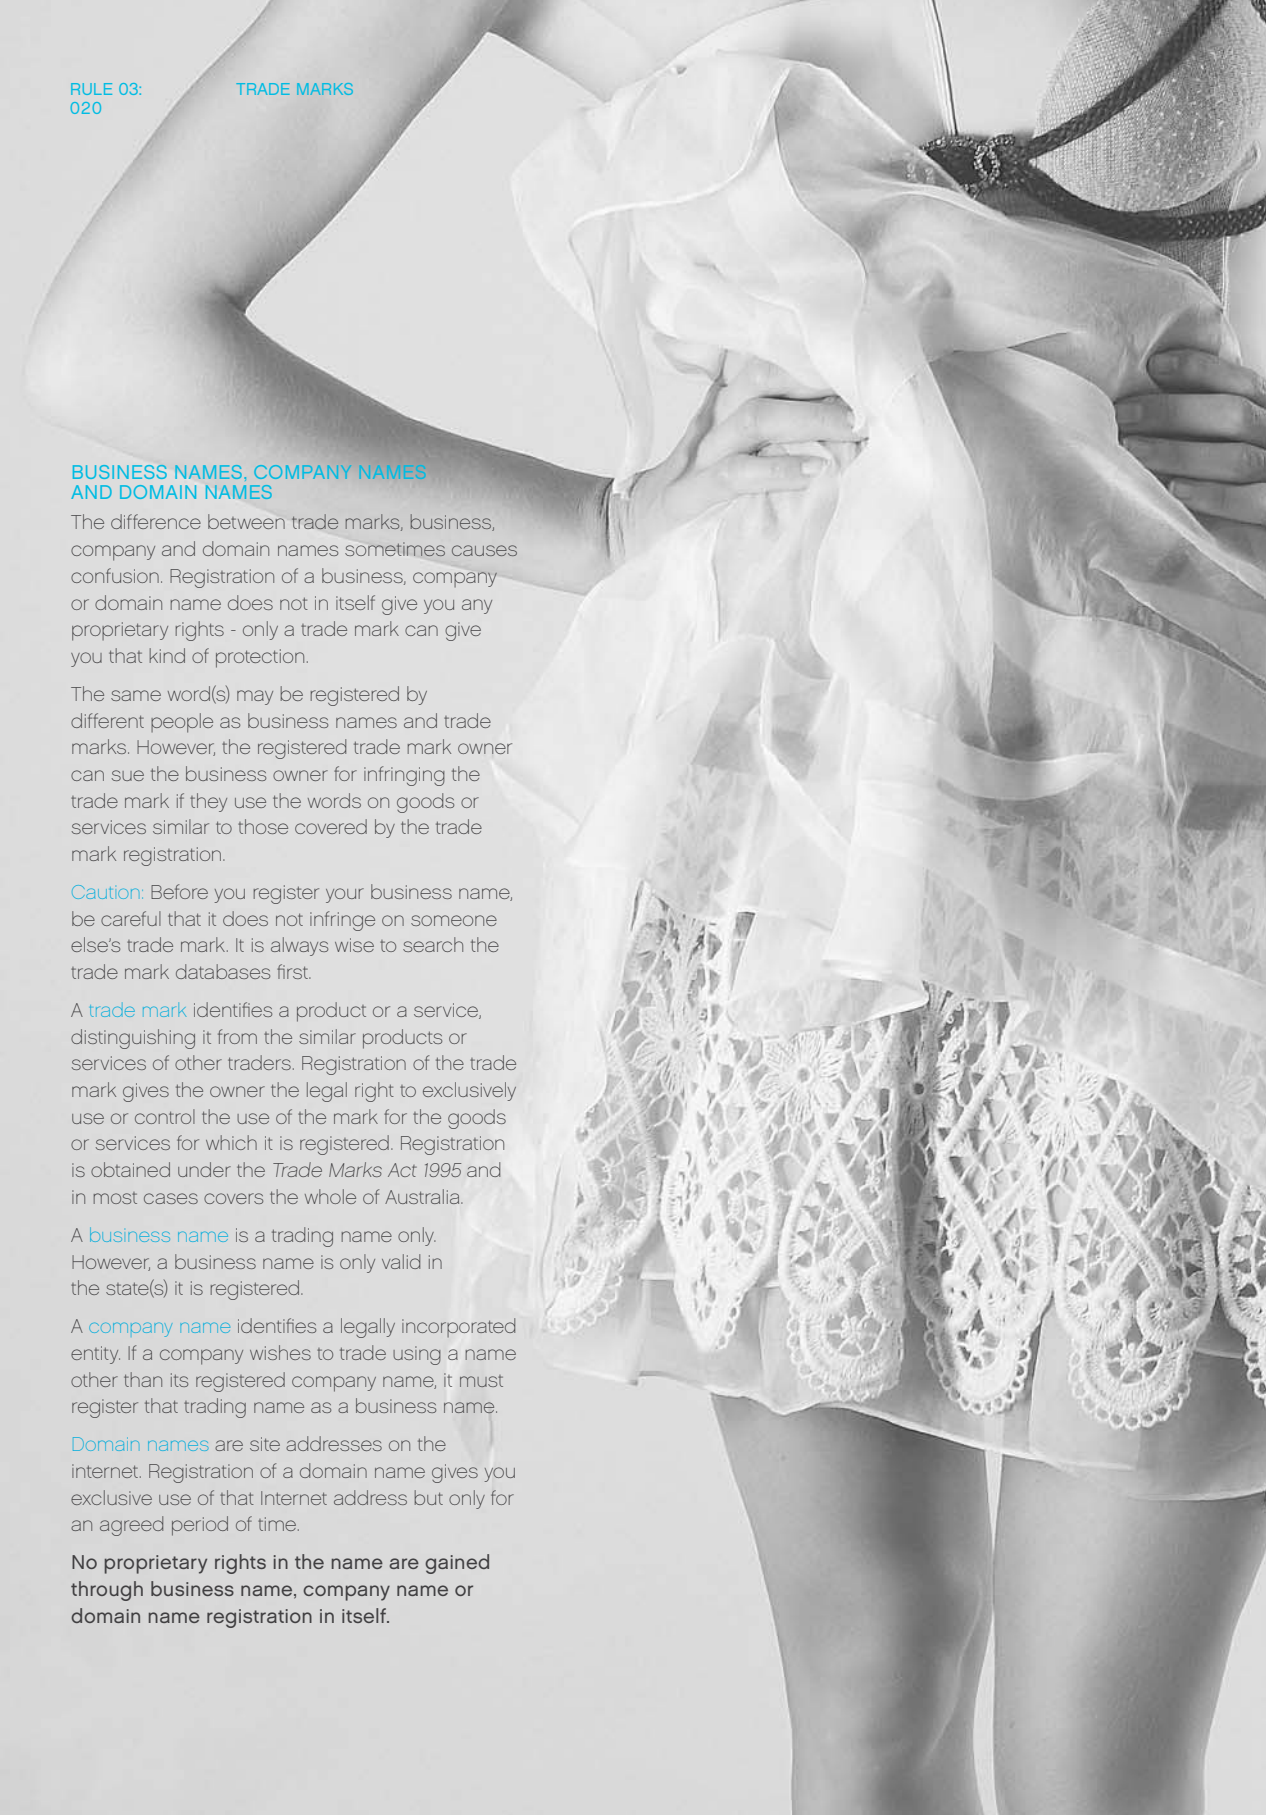 RULE 03:
020
TRADE MARKS
BUSINESS NAMES, COMPANY NAMES
AND DOMAIN NAMES
The difference between trade marks, business,
company and domain names sometimes causes
confusion. Registration of a business, company
or domain name does not in itself give you any
proprietary rights - only a trade mark can give
you that kind of protection.
The same word(s) may be registered by
different people as business names and trade
marks. However, the registered trade mark owner
can sue the business owner for infringing the
trade mark if they use the words on goods or
services similar to those covered by the trade
mark registration.
Caution: Before you register your business name,
be careful that it does not infringe on someone
else's trade mark. It is always wise to search the
trade mark databases first.
A trade mark identifies a product or a service,
distinguishing it from the similar products or
services of other traders. Registration of the trade
mark gives the owner the legal right to exclusively
use or control the use of the mark for the goods
or services for which it is registered. Registration
is obtained under the Trade Marks Act 1995 and
in most cases covers the whole of Australia.
A business name is a trading name only.
However, a business name is only valid in
the state(s) it is registered.
A company name identifies a legally incorporated
entity. If a company wishes to trade using a name
other than its registered company name, it must
register that trading name as a business name.
Domain names are site addresses on the
internet. Registration of a domain name gives you
exclusive use of that Internet address but only for
an agreed period of time.
No proprietary rights in the name are gained
through business name, company name or
domain name registration in itself.